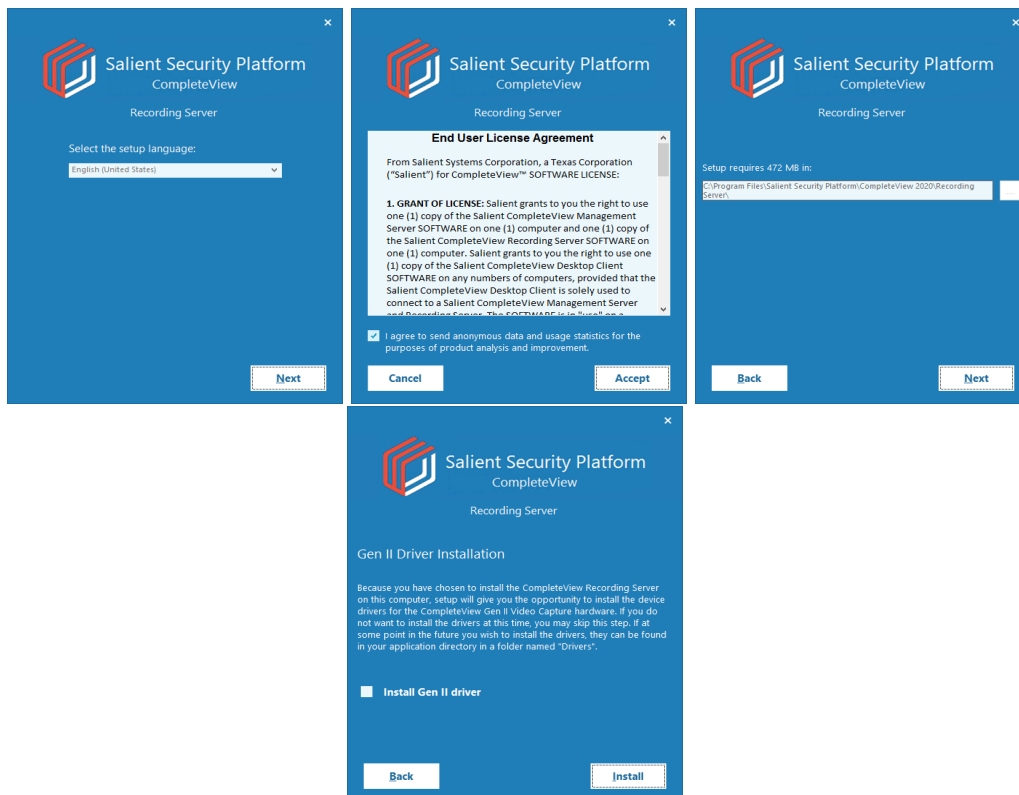 ×
Salient Security Platform
CompleteView
Recording Server
Select the setup language:
English (United States)
Next
×
Salient Security Platform
CompleteView
Recording Server
End User License Agreement
From Salient Systems Corporation, a Texas Corporation
("Salient") for CompleteView™ SOFTWARE LICENSE:
1. GRANT OF LICENSE: Salient grants to you the right to use
one (1) copy of the Salient CompleteView Management
Server SOFTWARE on one (1) computer and one (1) copy of
the Salient CompleteView Recording Server SOFTWARE on
one (1) computer. Salient grants to you the right to use one
(1) copy of the Salient CompleteView Desktop Client
SOFTWARE on any numbers of computers, provided that the
Salient CompleteView Desktop Client is solely used to
connect to a Salient CompleteView Management Server
and Recording Server. The SOFTWARE is in "use" on a
I agree to send anonymous data and usage statistics for the
purposes of product analysis and improvement.
Cancel
Accept
×
Salient Security Platform
CompleteView
Recording Server
Setup requires 472 MB in:
C:\Program Files\Salient Security Platform\CompleteView 2020\Recording
Server\
...
Back
Next
×
Salient Security Platform
CompleteView
Recording Server
Gen II Driver Installation
Because you have chosen to install the CompleteView Recording Server
on this computer, setup will give you the opportunity to install the device
drivers for the CompleteView Gen II Video Capture hardware. If you do
not want to install the drivers at this time, you may skip this step. If at
some point in the future you wish to install the drivers, they can be found
in your application directory in a folder named "Drivers".
Install Gen II driver
Back
Install